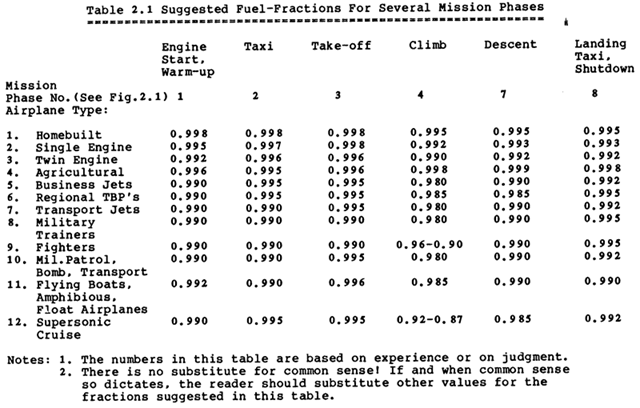 Table 2.1 Suggested Fuel-Fractions For Several Mission Phases
Engine Start, Warm-up Taxi Take-off Climb Descent Landing Taxi, Shutdown
Mission
Phase No.(See Fig.2.1) 1 2 3 4 7 8
Airplane Type:
1. Homebuilt 0.998 0.998 0.998 0.995 0.995 0.995
2. Single Engine 0.995 0.997 0.998 0.992 0.993 0.993
3. Twin Engine 0.992 0.996 0.996 0.990 0.992 0.992
4. Agricultural 0.996 0.995 0.996 0.998 0.999 0.998
5. Business Jets 0.990 0.995 0.995 0.980 0.990 0.992
6. Regional TBP's 0.990 0.995 0.995 0.985 0.985 0.995
7. Transport Jets 0.990 0.990 0.995 0.980 0.990 0.992
8. Military 0.990 0.990 0.990 0.980 0.990 0.995
Trainers
9. Fighters 0.990 0.990 0.990 0.96-0.90 0.990 0.995
10. Mil.Patrol, 0.990 0.990 0.995 0.980 0.990 0.992
Bomb, Transport
11. Flying Boats, 0.992 0.990 0.996 0.985 0.990 0.990
Amphibious,
Float Airplanes
12. Supersonic 0.990 0.995 0.995 0.92-0.87 0.985 0.992
Cruise
Notes: 1. The numbers in this table are based on experience or on judgment.
2. There is no substitute for common sense! If and when common sense
so dictates, the reader should substitute other values for the
fractions suggested in this table.